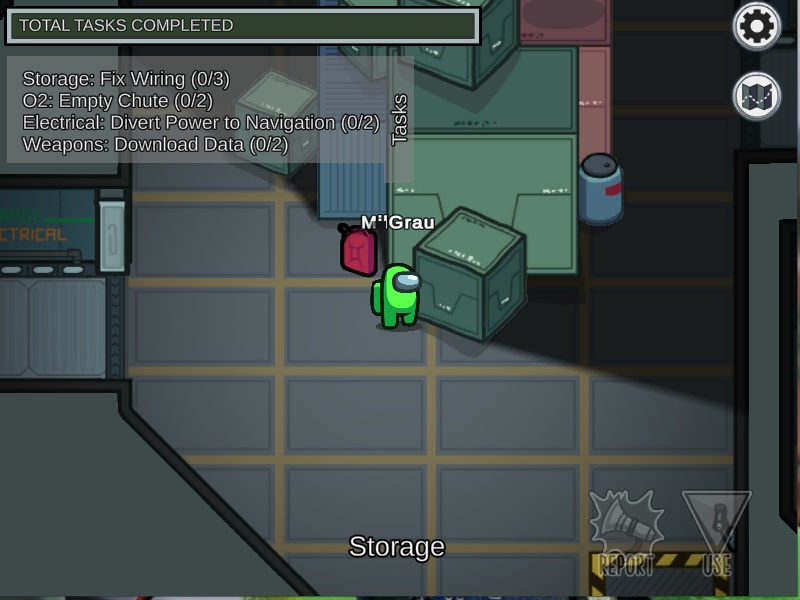 TOTAL TASKS COMPLETED
Storage: Fix Wiring (0/3)
O2: Empty Chute (0/2)
Electrical: Divert Power to Navigation (0/2)
Weapons: Download Data (0/2)
Tasks
CTRICAL
Storage
REPORT
USE